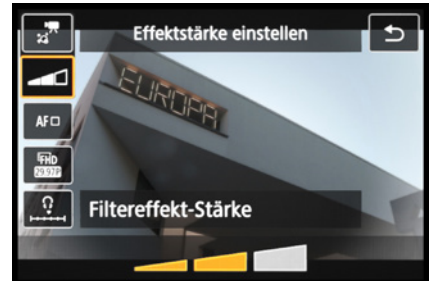 Effektstärke einstellen
EUROPA
AF
FHD
29.97P
Filtereffekt-Stärke